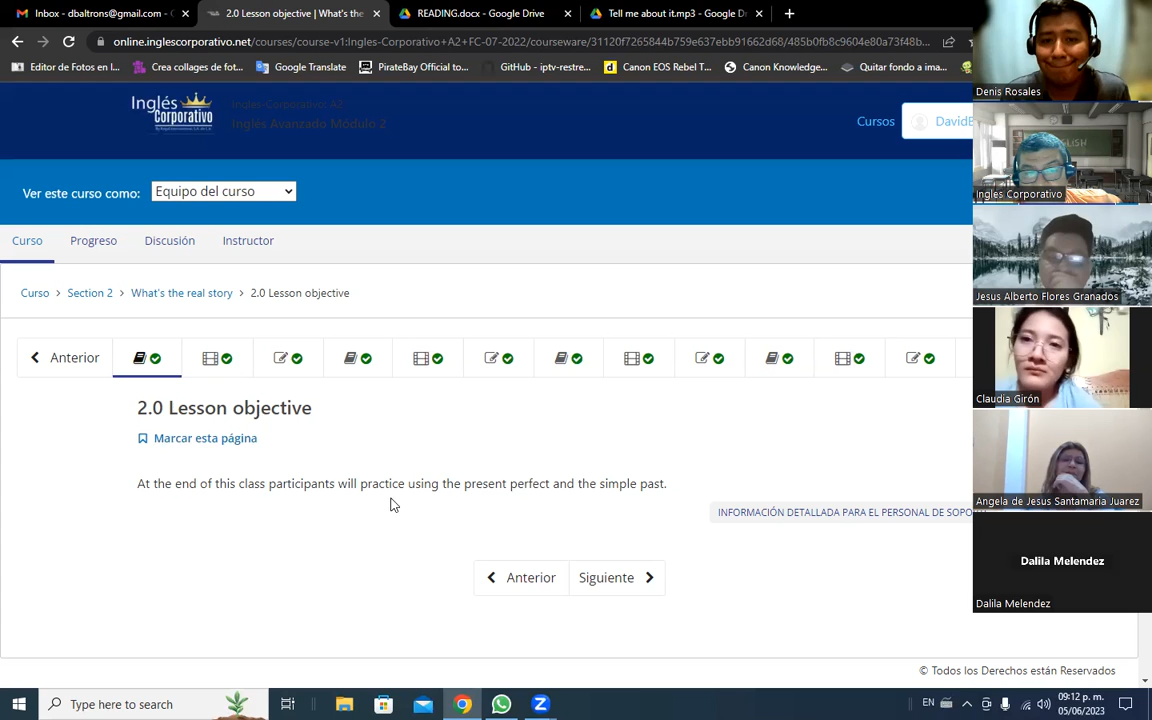 Inbox - dbaltrons@gmail.com -
2.0 Lesson objective | What's the
READING.docx - Google Drive
Tell me about it.mp3 - Google D
online.inglescorporativo.net/courses/course-v1:Ingles-Corporativo+A2+FC-07-2022/courseware/31120f7265844b759e637ebb91662d68/485b0fb8c9604e80a73f48b...
Editor de Fotos en l...
Crea collages de fot...
Google Translate
PirateBay Official to...
GitHub - iptv-restre...
Canon EOS Rebel T...
Canon Knowledge...
Quitar fondo a ima...
Denis Rosales
Inglés
Corporativo
Ingles-Corporativo: A2
Inglés Avanzado Módulo 2
Cursos
DavidB
Ver este curso como:
Equipo del curso
Ingles Corporativo
Curso
Progreso
Discusión
Instructor
Curso > Section 2 > What's the real story > 2.0 Lesson objective
Jesus Alberto Flores Granados
Anterior
2.0 Lesson objective
Claudia Girón
Marcar esta página
At the end of this class participants will practice using the present perfect and the simple past.
Angela de Jesus Santamaria Juarez
INFORMACIÓN DETALLADA PARA EL PERSONAL DE SOPO
Anterior
Siguiente
Dalila Melendez
Dalila Melendez
© Todos los Derechos están Reservados
Type here to search
EN
09:12 p. m.
05/06/2023